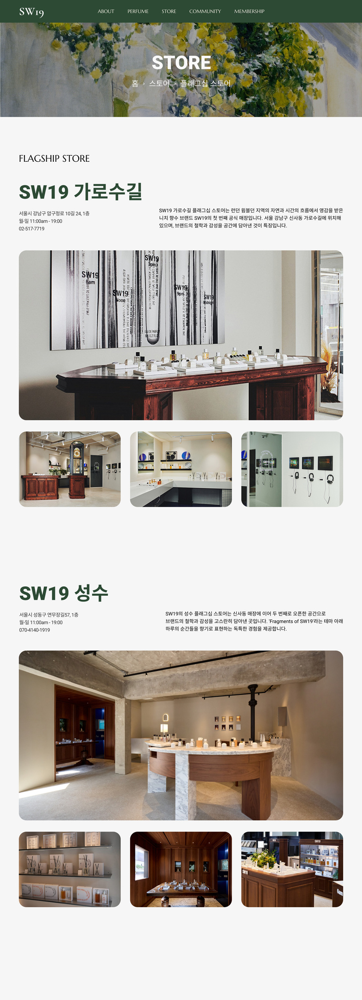 SW19
ABOUT PERFUME STORE COMMUNITY MEMBERSHIP
STORE
홈 › 스토어 › 플래그십 스토어
FLAGSHIP STORE
SW19 가로수길
서울시 강남구 압구정로 10길 24, 1층
월-일 11:00am - 19:00
02-517-7719
SW19 가로수길 플래그십 스토어는 런던 윔블던 지역의 자연과 시간의 흐름에서 영감을 받은
니치 향수 브랜드 SW19의 첫 번째 공식 매장입니다. 서울 강남구 신사동 가로수길에 위치해
있으며, 브랜드의 철학과 감성을 공간에 담아낸 것이 특징입니다.
SW19
3pm
SW19
6am
SW19
Noon
SW19
9pm
SW19
Midnight
EAU DE PARFUM
SW19
SW19 성수
서울시 성동구 연무장길57, 1층
월-일 11:00am - 19:00
070-4140-1919
SW19의 성수 플래그십 스토어는 신사동 매장에 이어 두 번째로 오픈한 공간으로
브랜드의 철학과 감성을 고스란히 담아낸 곳입니다. 'Fragments of SW19'라는 테마 아래
하루의 순간들을 향기로 표현하는 독특한 경험을 제공합니다.
SW19
SW19
SW19
6am